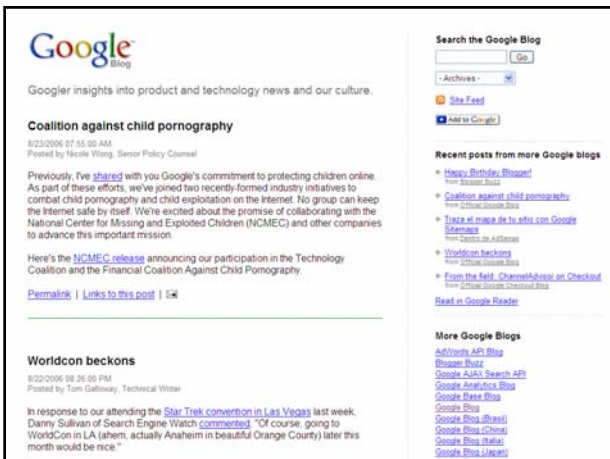 Google™
Blog
Googler insights into product and technology news and our culture.
Coalition against child pornography
8/23/2006 07:55:00 AM
Posted by Nicole Wong, Senior Policy Counsel
Previously, I've shared with you Google's commitment to protecting children online.
As part of these efforts, we've joined two recently-formed industry initiatives to
combat child pornography and child exploitation on the Internet. No group can keep
the Internet safe by itself. We're excited about the promise of collaborating with the
National Center for Missing and Exploited Children (NCMEC) and other companies
to advance this important mission.
Here's the NCMEC release announcing our participation in the Technology
Coalition and the Financial Coalition Against Child Pornography.
Permalink | Links to this post |
Worldcon beckons
8/22/2006 08:26:00 PM
Posted by Tom Galloway, Technical Writer
In response to our attending the Star Trek convention in Las Vegas last week,
Danny Sullivan of Search Engine Watch commented, "Of course, going to
WorldCon in LA (ahem, actually Anaheim in beautiful Orange County) later this
month would be nice."
Search the Google Blog
Go
- Archives -
Site Feed
Add to Google
Recent posts from more Google blogs
Happy Birthday Blogger!
from Blogger Buzz
Coalition against child pornography
from Official Google Blog
Traza el mapa de tu sitio con Google
Sitemaps
from Dentro de AdSense
Worldcon beckons
from Official Google Blog
From the field: ChannelAdvisor on Checkout
from Official Google Checkout Blog
Read in Google Reader
More Google Blogs
AdWords API Blog
Blogger Buzz
Google AJAX Search API
Google Analytics Blog
Google Base Blog
Google Blog
Google Blog (Brasil)
Google Blog (China)
Google Blog (Italia)
Google Blog (Japan)